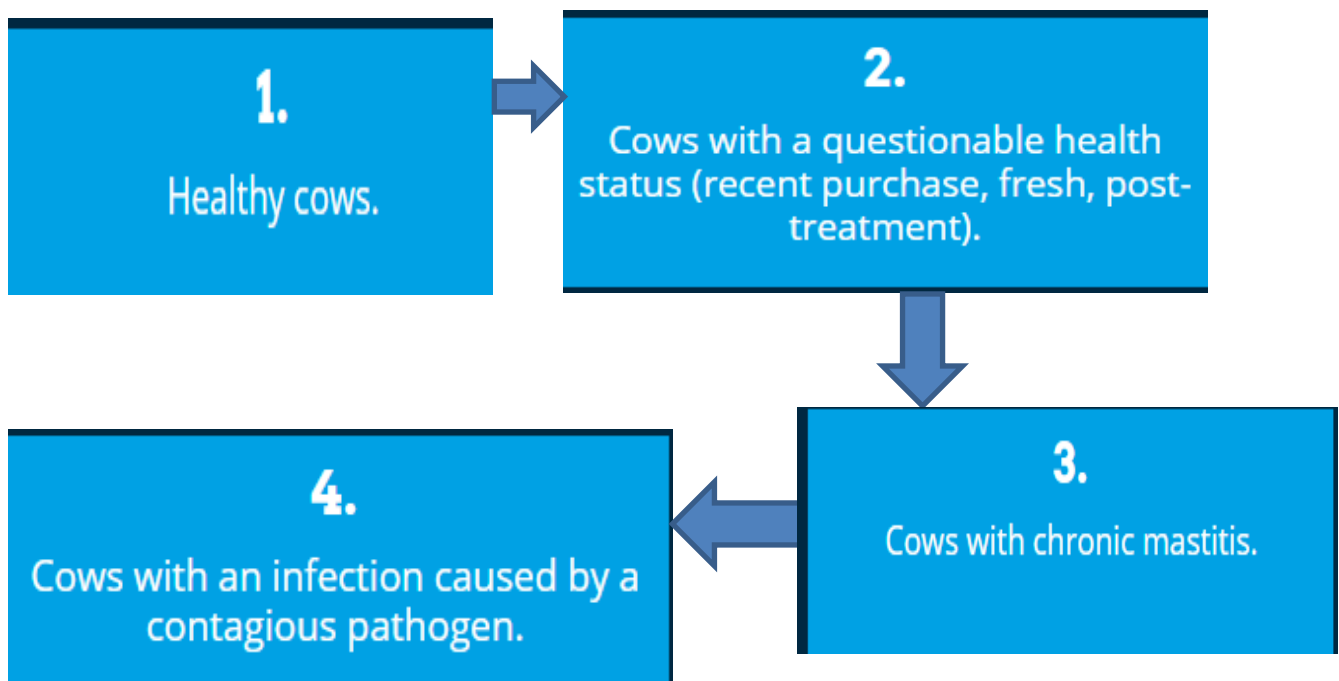 1.
Healthy cows.
2.
Cows with a questionable health
status (recent purchase, fresh, post-
treatment).
3.
Cows with chronic mastitis.
4.
Cows with an infection caused by a
contagious pathogen.